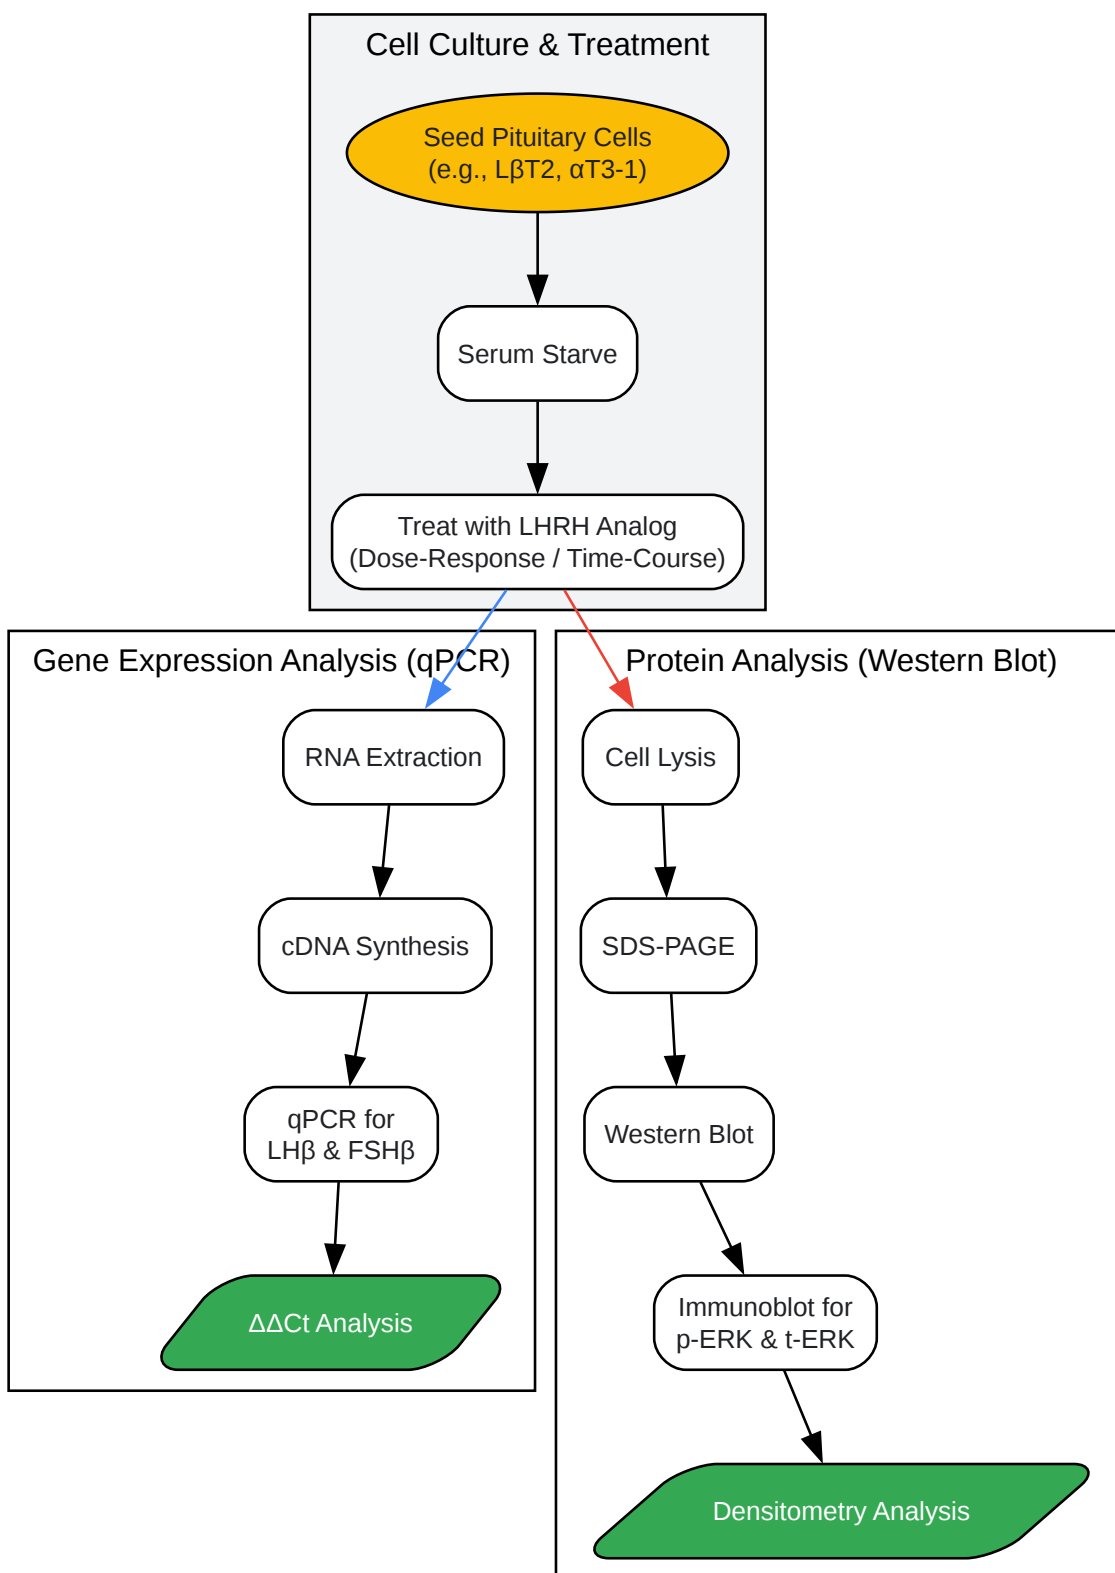 Cell Culture & Treatment
Seed Pituitary Cells
(e.g., LβT2, αT3-1)
Serum Starve
Treat with LHRH Analog
(Dose-Response / Time-Course)
Gene Expression Analysis (qPCR)
RNA Extraction
cDNA Synthesis
qPCR for
LHβ & FSHβ
ΔΔCt Analysis
Protein Analysis (Western Blot)
Cell Lysis
SDS-PAGE
Western Blot
Immunoblot for
p-ERK & t-ERK
Densitometry Analysis